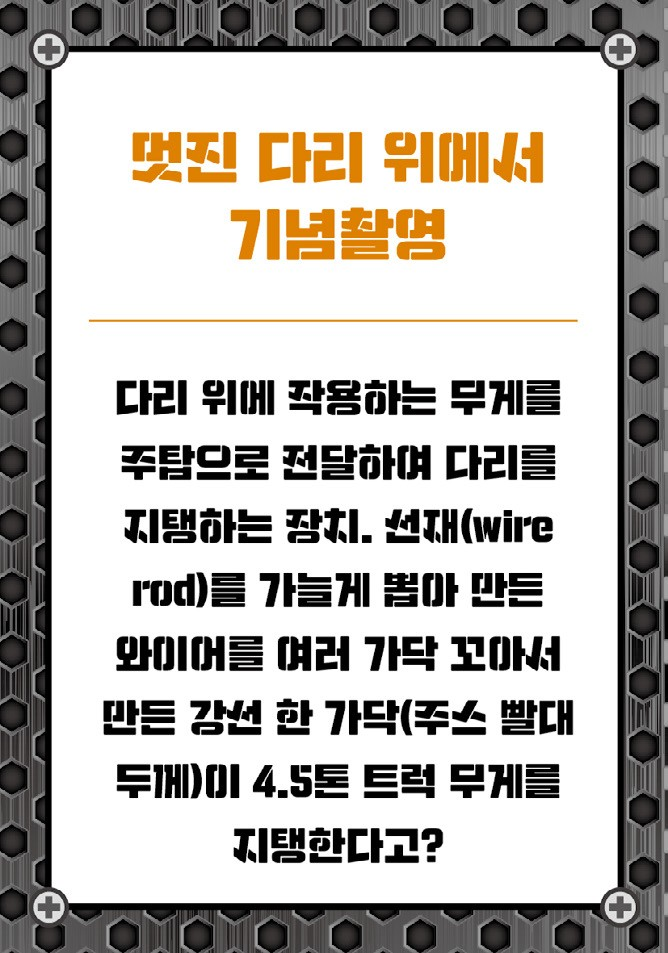 멋진 다리 위에서
기념촬영
다리 위에 작용하는 무게를
주탑으로 전달하여 다리를
지탱하는 장치. 선재(wire
rod)를 가늘게 뽑아 만든
와이어를 여러 가닥 꼬아서
만든 강선 한 가닥(주스 빨대
두께)이 4.5톤 트럭 무게를
지탱한다고?